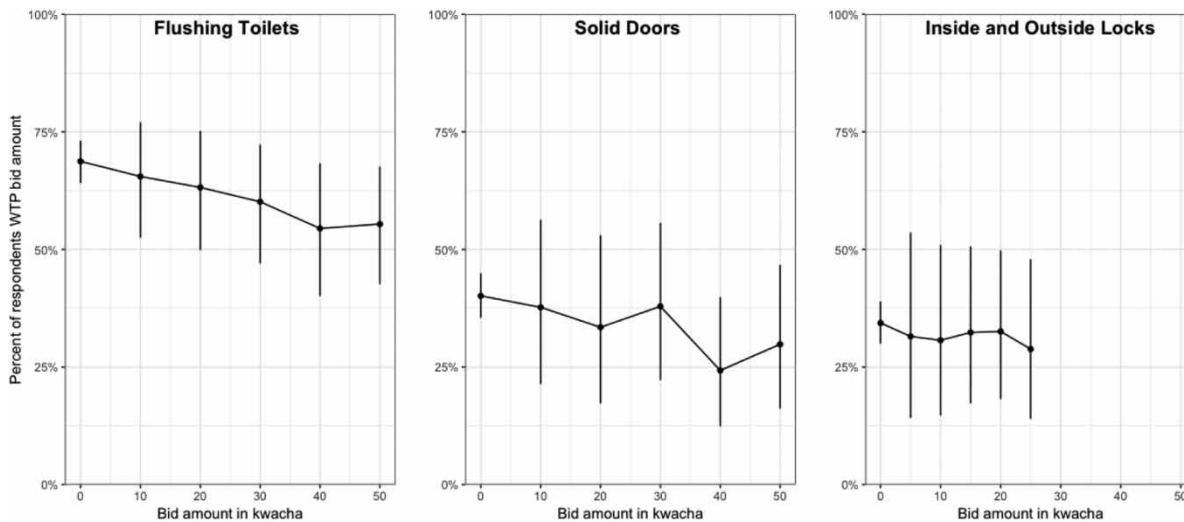 Flushing Toilets
Solid Doors
Inside and Outside Locks
Percent of respondents WTP bid amount
100%
75%
50%
25%
0%
100%
75%
50%
25%
0%
100%
75%
50%
25%
0%
0 10 20 30 40 50
0 10 20 30 40 50
0 10 20 30 40 50
Bid amount in kwacha
Bid amount in kwacha
Bid amount in kwacha